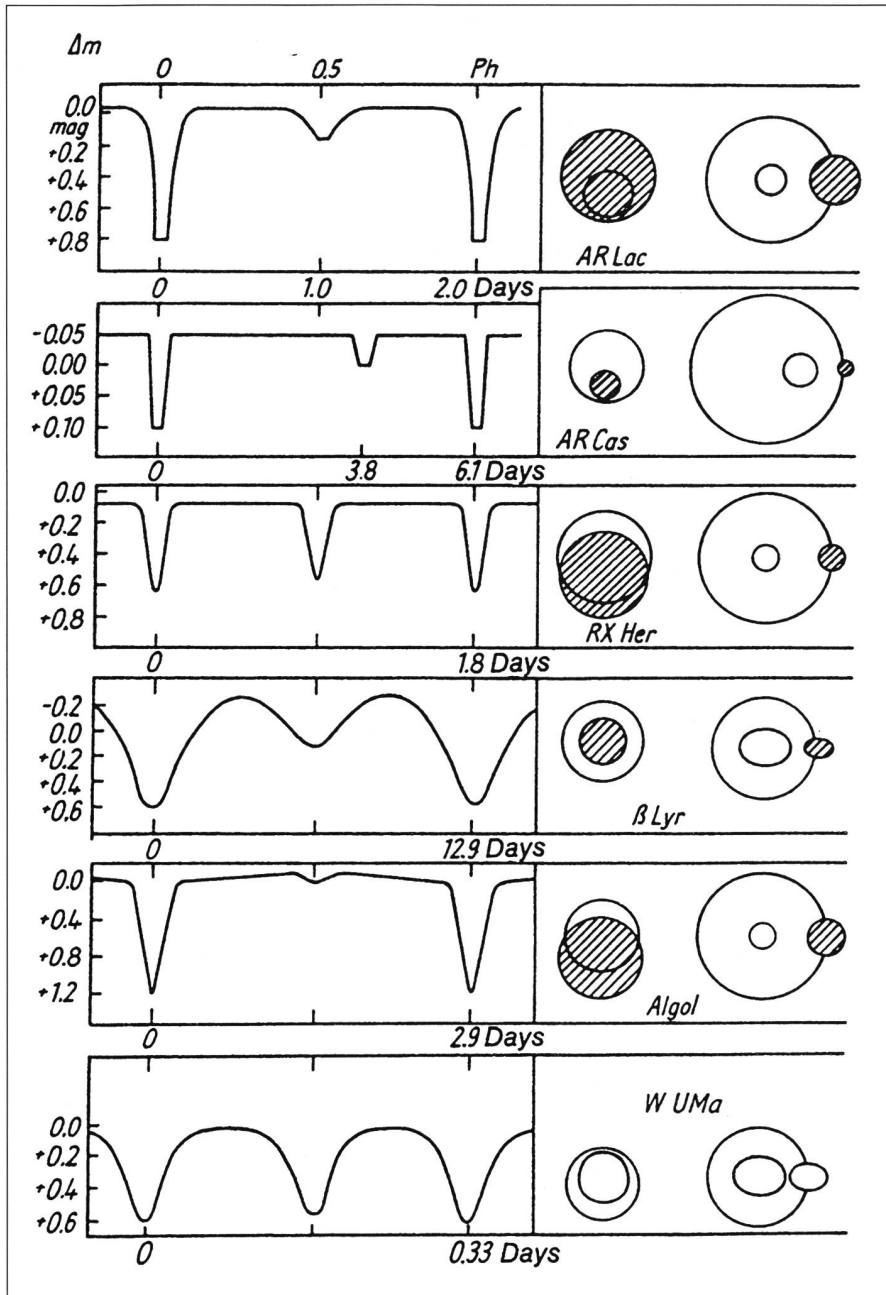 Δm
0 0.5 Ph
0.0
mag
+0.2
+0.4
+0.6
+0.8
AR Lac
0 1.0 2.0 Days
-0.05
0.00
+0.05
+0.10
AR Cas
0 3.8 6.1 Days
0.0
+0.2
+0.4
+0.6
+0.8
RX Her
0 1.8 Days
-0.2
0.0
+0.2
+0.4
+0.6
ß Lyr
0 12.9 Days
0.0
+0.4
+0.8
+1.2
Algol
0 2.9 Days
W UMa
0.0
+0.2
+0.4
+0.6
0 0.33 Days